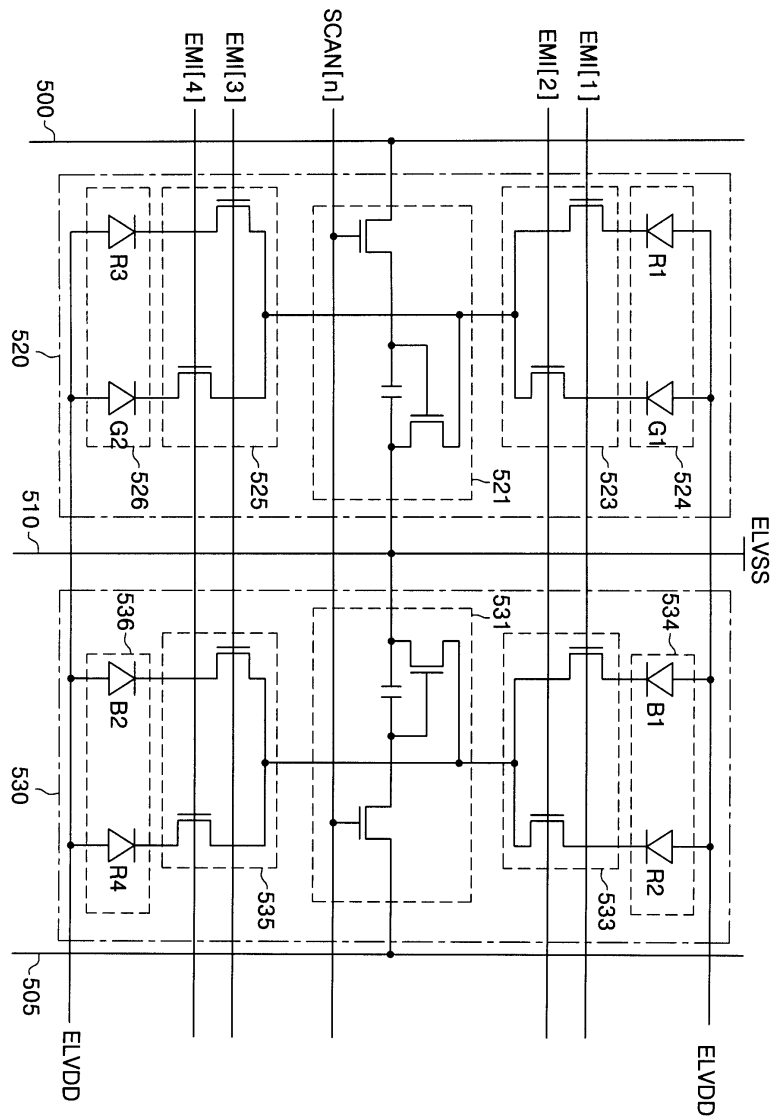 SCAN[n]
EMI[4]
EMI[3]
EMI[2]
EMI[1]
500
R3
R1
520
G2
G1
526
525
521
523
524
510
ELVSS
536
531
534
B2
B1
530
R4
R2
535
533
505
ELVDD
ELVDD